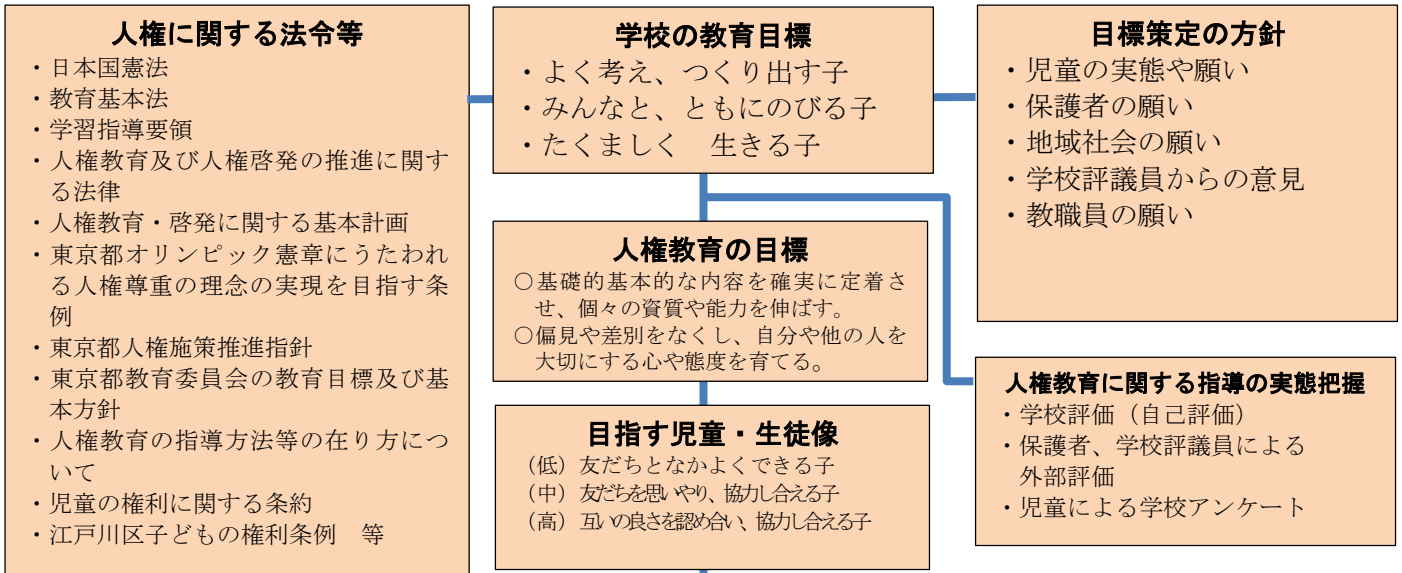 人権に関する法令等
・日本国憲法
・教育基本法
・学習指導要領
・人権教育及び人権啓発の推進に関す
る法律
・人権教育・啓発に関する基本計画
・東京都オリンピック憲章にうたわれ
る人権尊重の理念の実現を目指す条
例
・東京都人権施策推進指針
・東京都教育委員会の教育目標及び基
本方針
・人権教育の指導方法等の在り方につ
いて
・児童の権利に関する条約
・江戸川区子どもの権利条例　等
学校の教育目標
・よく考え、つくり出す子
・みんなと、ともにのびる子
・たくましく　生きる子
目標策定の方針
・児童の実態や願い
・保護者の願い
・地域社会の願い
・学校評議員からの意見
・教職員の願い
人権教育の目標
○基礎的基本的な内容を確実に定着さ
せ、個々の資質や能力を伸ばす。
○偏見や差別をなくし、自分や他の人を
大切にする心や態度を育てる。
人権教育に関する指導の実態把握
・学校評価（自己評価）
・保護者、学校評議員による
外部評価
・児童による学校アンケート
目指す児童・生徒像
（低）友だちとなかよくできる子
（中）友だちを思いやり、協力し合える子
（高）互いの良さを認め合い、協力し合える子